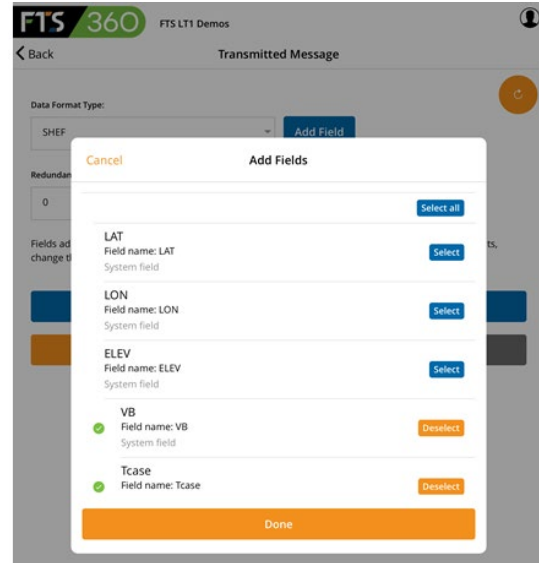 FTS 360 FTS LT1 Demos
Back Transmitted Message
Data Format Type:
SHEF Add Field
Cancel Add Fields
Redundan
0
Select all
Fields ad ts,
change t
LAT
Field name: LAT Select
System field
LON
Field name: LON Select
System field
ELEV
Field name: ELEV Select
System field
VB
Field name: VB Deselect
System field
Tcase
Field name: Tcase Deselect
Done